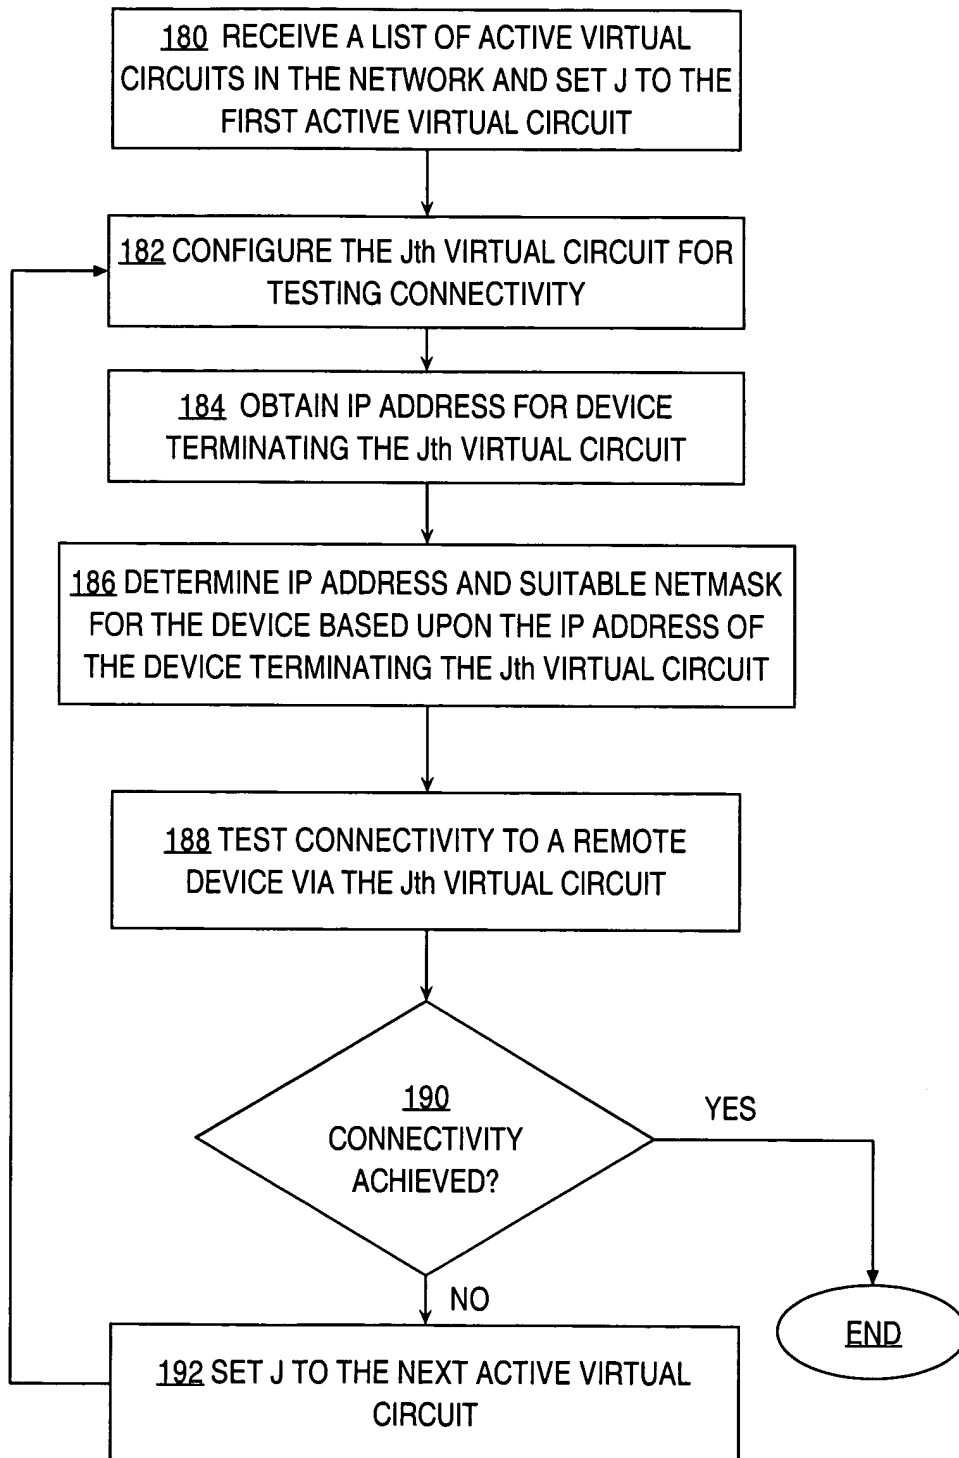 180 RECEIVE A LIST OF ACTIVE VIRTUAL
CIRCUITS IN THE NETWORK AND SET J TO THE
FIRST ACTIVE VIRTUAL CIRCUIT
182 CONFIGURE THE Jth VIRTUAL CIRCUIT FOR
TESTING CONNECTIVITY
184 OBTAIN IP ADDRESS FOR DEVICE
TERMINATING THE Jth VIRTUAL CIRCUIT
186 DETERMINE IP ADDRESS AND SUITABLE NETMASK
FOR THE DEVICE BASED UPON THE IP ADDRESS OF
THE DEVICE TERMINATING THE Jth VIRTUAL CIRCUIT
188 TEST CONNECTIVITY TO A REMOTE
DEVICE VIA THE Jth VIRTUAL CIRCUIT
190
CONNECTIVITY
ACHIEVED?
YES
NO
END
192 SET J TO THE NEXT ACTIVE VIRTUAL
CIRCUIT